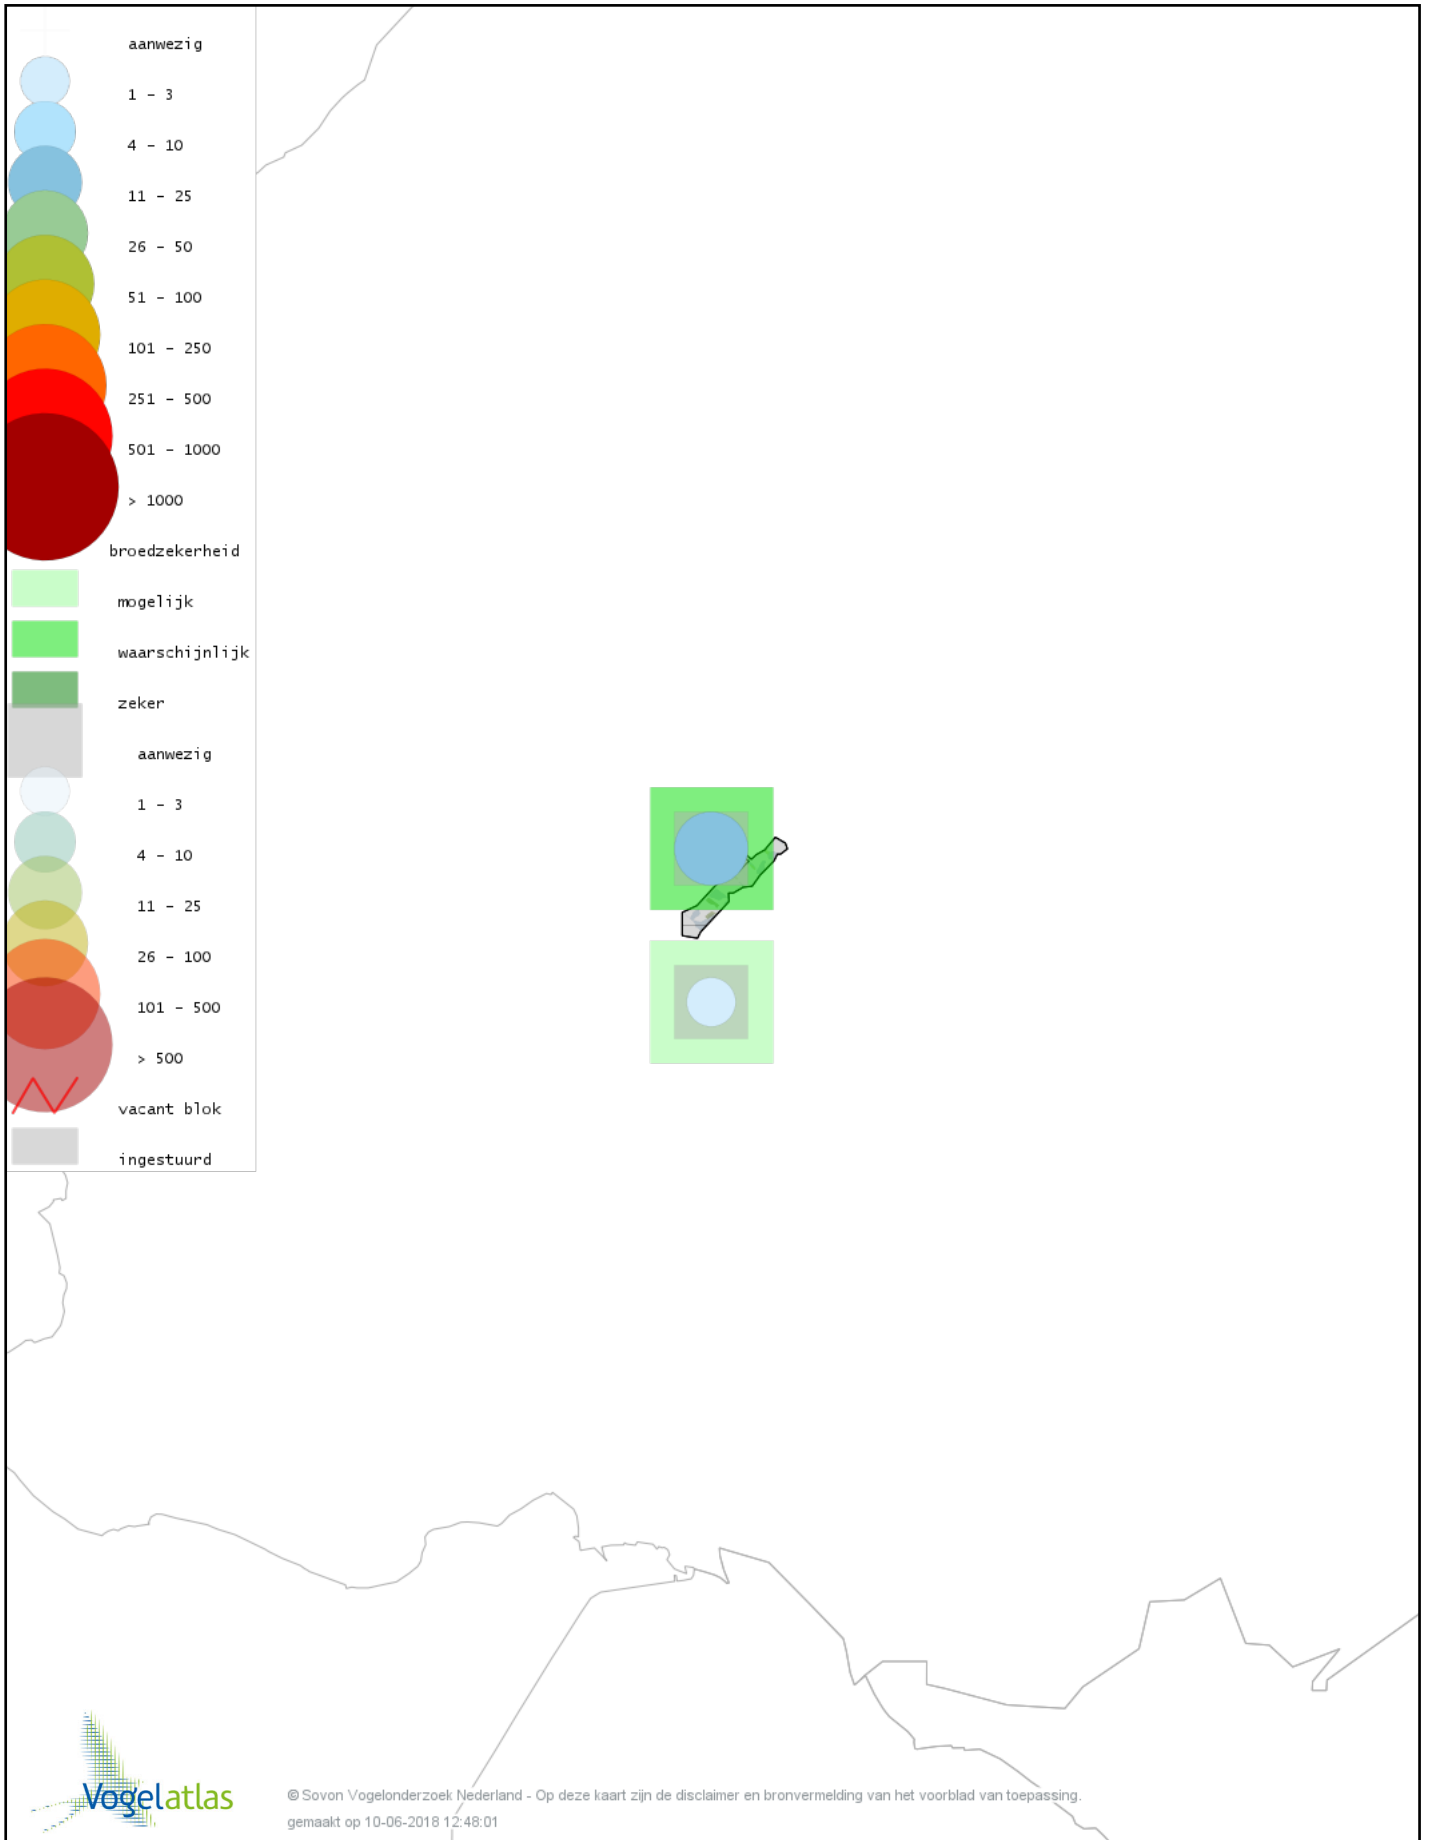 aanwezig
1 - 3
4 - 10
11 - 25
26 - 50
51 - 100
101 - 250
251 - 500
501 - 1000
> 1000
broedzekerheid
mogelijk
waarschijnlijk
zeker
aanwezig
1 - 3
4 - 10
11 - 25
26 - 100
101 - 500
> 500
vacant blok
ingestuurd
Vogelatlas
© Sovon Vogelonderzoek Nederland - Op deze kaart zijn de disclaimer en bronvermelding van het voorblad van toepassing.
gemaakt op 10-06-2018 12:48:01